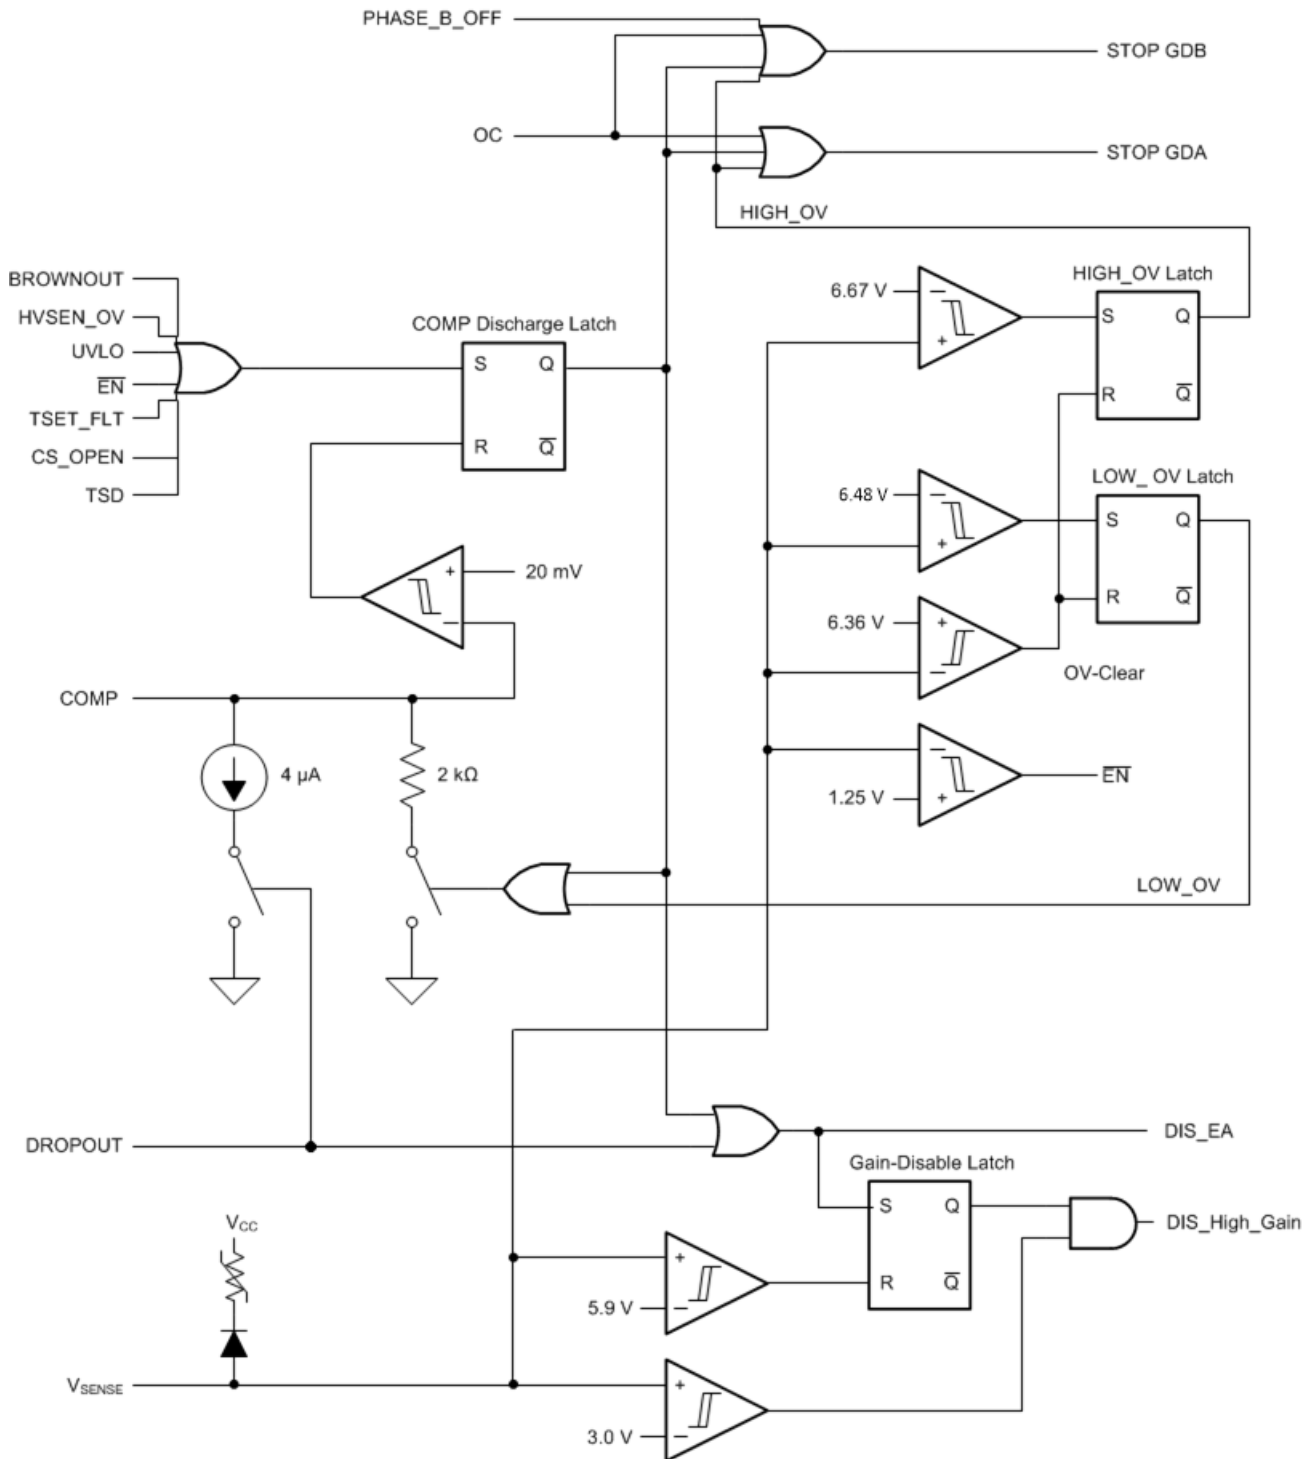 PHASE_B_OFF
STOP GDB
OC
STOP GDA
HIGH_OV
BROWNOUT
HVSEN_OV
UVLO
E̅N̅
TSET_FLT
CS_OPEN
TSD
COMP Discharge Latch
S Q
R Q̅
6.67 V
−
+
HIGH_OV Latch
S Q
R Q̅
6.48 V
−
+
LOW_ OV Latch
S Q
R Q̅
+ 20 mV
−
6.36 V +
−
OV-Clear
COMP
4 µA
2 kΩ
−
1.25 V +
E̅N̅
LOW_OV
DROPOUT
DIS_EA
Gain-Disable Latch
S Q
R Q̅
DIS_High_Gain
VCC
+
5.9 V −
VSENSE
+
3.0 V −